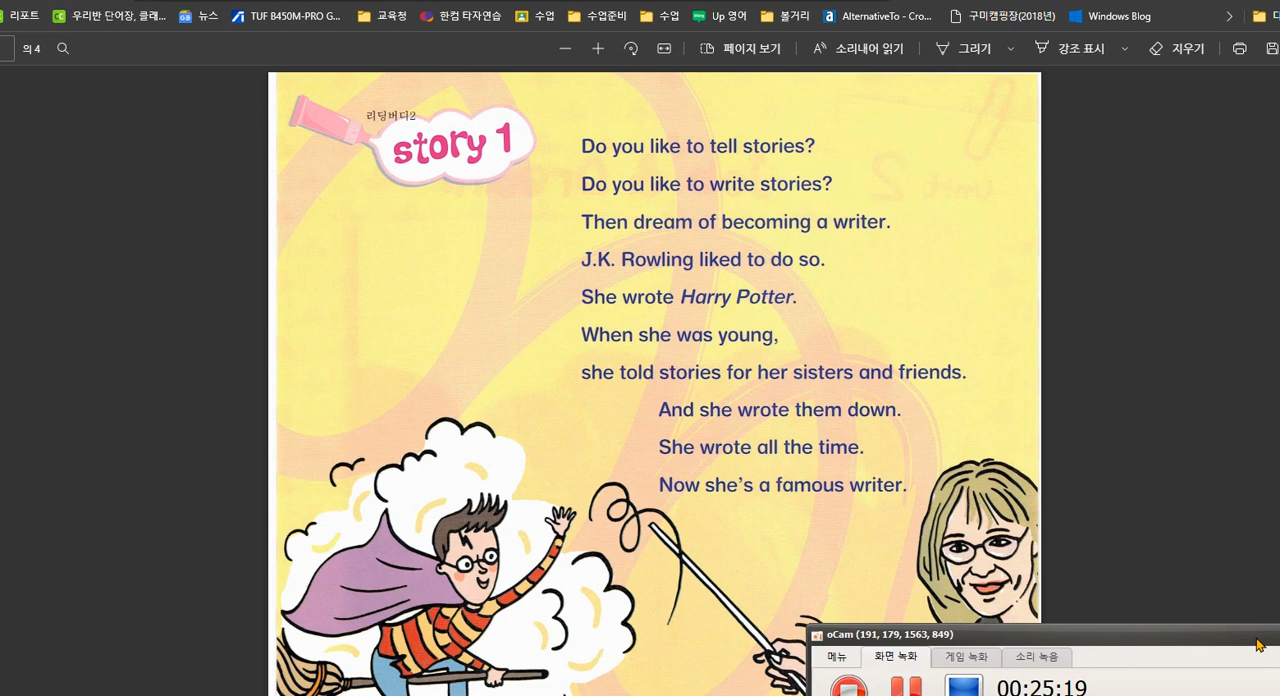 리포트
우리반 단어장, 클래...
뉴스
TUF B450M-PRO G...
교육청
한컴 타자연습
수업
수업준비
수업
Up 영어
볼거리
AlternativeTo - Cro...
구미캠핑장(2018년)
Windows Blog
의 4
페이지 보기
소리내어 읽기
그리기
강조 표시
지우기
리딩버디2
story 1
Do you like to tell stories?
Do you like to write stories?
Then dream of becoming a writer.
J.K. Rowling liked to do so.
She wrote Harry Potter.
When she was young,
she told stories for her sisters and friends.
And she wrote them down.
She wrote all the time.
Now she's a famous writer.
oCam (191, 179, 1563, 849)
메뉴
화면 녹화
게임 녹화
소리 녹음
00:25:19